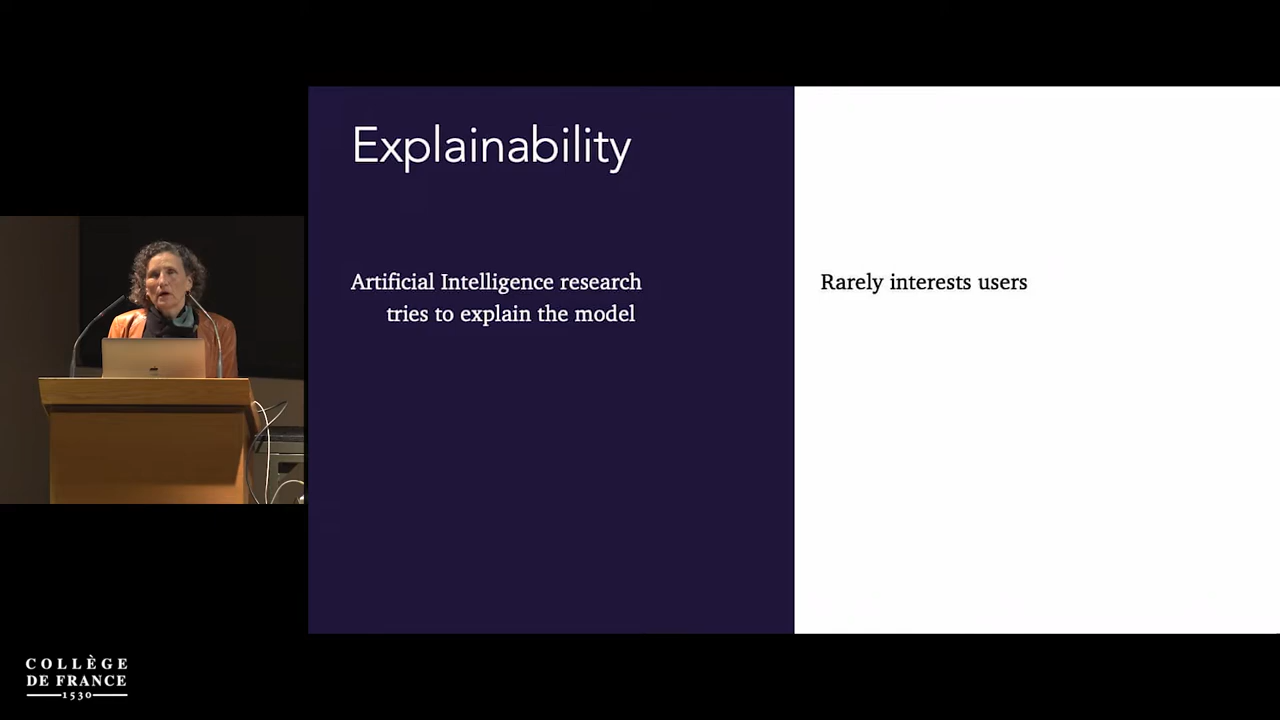 Explainability
Artificial Intelligence research
tries to explain the model
Rarely interests users
COLLÈGE
DE FRANCE
1530